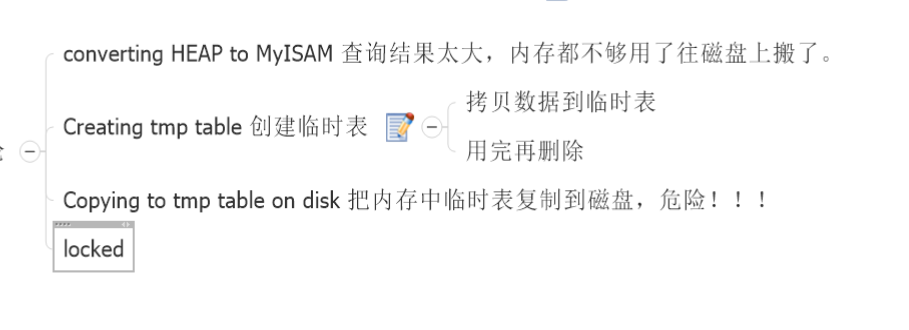 converting HEAP to MyISAM 查询结果太大，内存都不够用了往磁盘上搬了。
Creating tmp table 创建临时表
拷贝数据到临时表
用完再删除
Copying to tmp table on disk 把内存中临时表复制到磁盘，危险！！！
locked